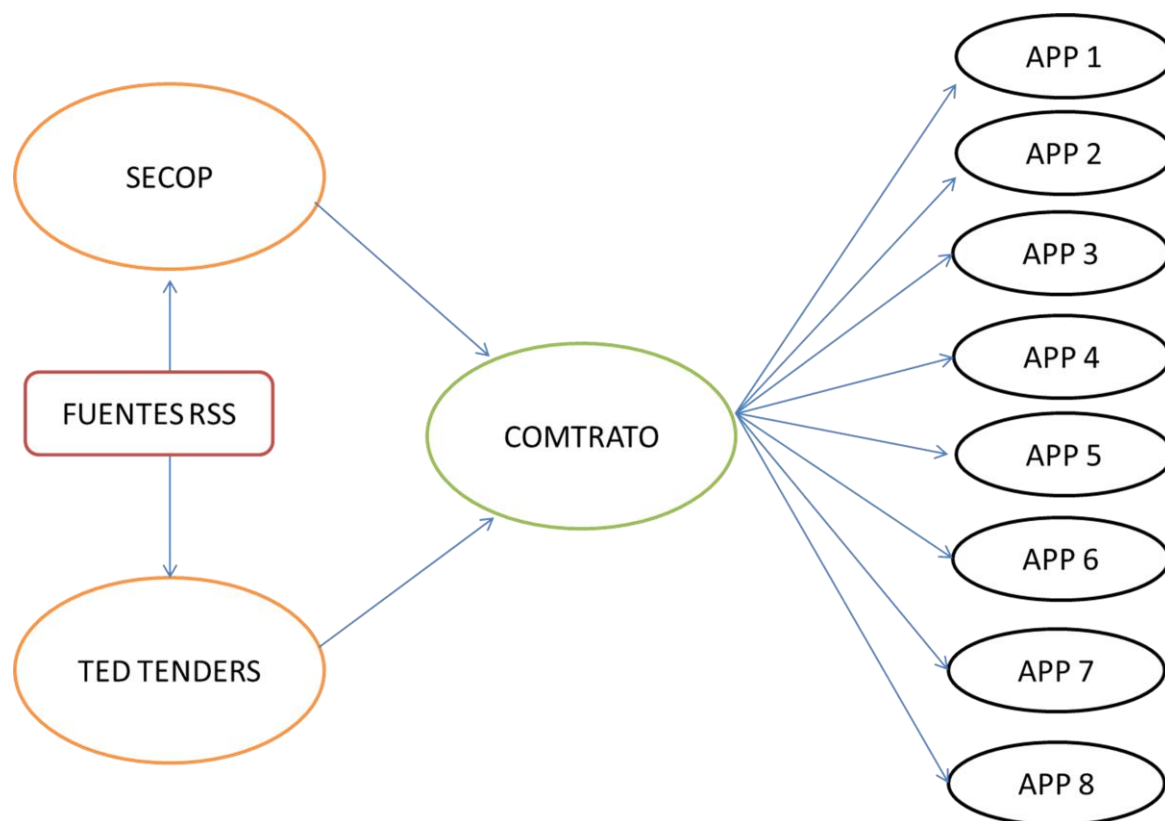 SECOP
FUENTES RSS
TED TENDERS
COMTRATO
APP 1
APP 2
APP 3
APP 4
APP 5
APP 6
APP 7
APP 8